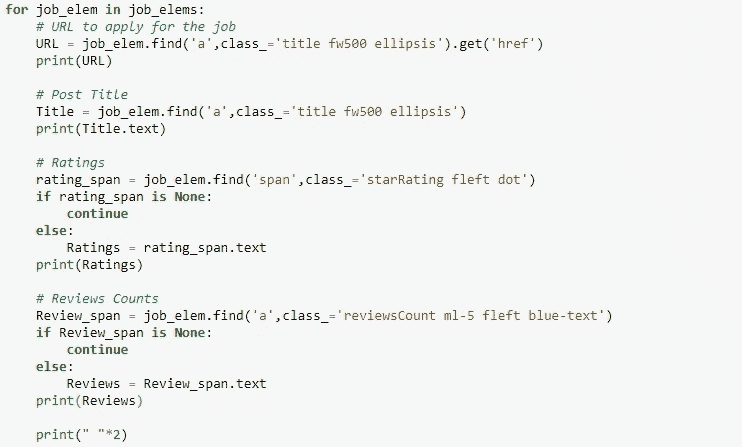 for job_elem in job_elems:
    # URL to apply for the job
    URL = job_elem.find('a',class_='title fw500 ellipsis').get('href')
    print(URL)

    # Post Title
    Title = job_elem.find('a',class_='title fw500 ellipsis')
    print(Title.text)

    # Ratings
    rating_span = job_elem.find('span',class_='starRating fleft dot')
    if rating_span is None:
        continue
    else:
        Ratings = rating_span.text
    print(Ratings)

    # Reviews Counts
    Review_span = job_elem.find('a',class_='reviewsCount ml-5 fleft blue-text')
    if Review_span is None:
        continue
    else:
        Reviews = Review_span.text
    print(Reviews)

    print(" "*2)